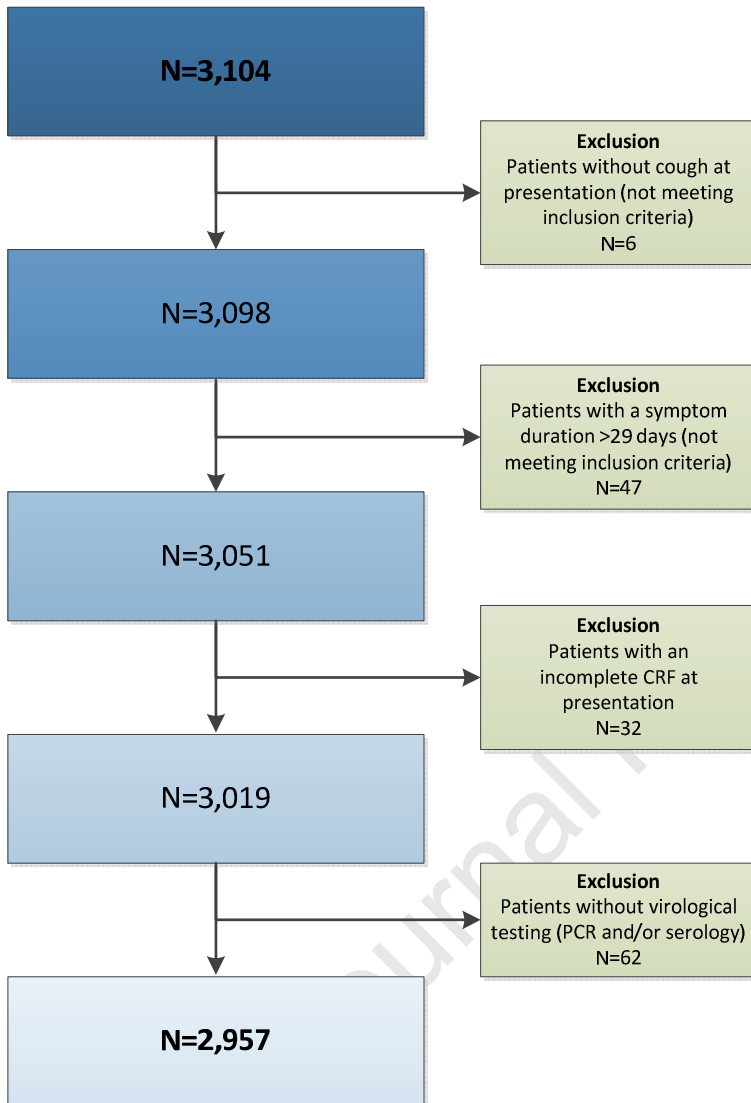 N=3,104
Exclusion
Patients without cough at
presentation (not meeting
inclusion criteria)
N=6
N=3,098
Exclusion
Patients with a symptom
duration >29 days (not
meeting inclusion criteria)
N=47
N=3,051
Exclusion
Patients with an
incomplete CRF at
presentation
N=32
N=3,019
Exclusion
Patients without virological
testing (PCR and/or serology)
N=62
N=2,957